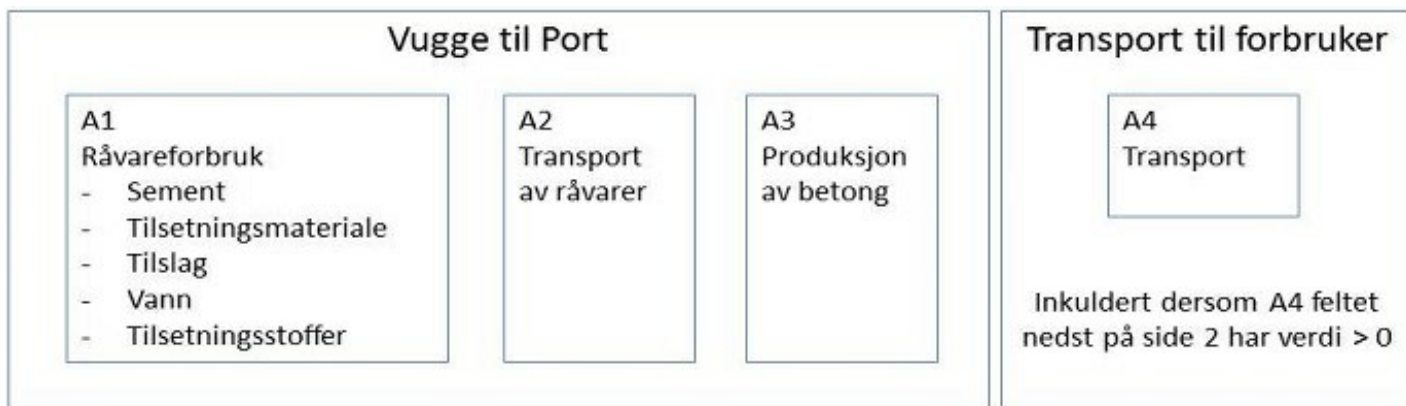 Vugge til Port
A1
Råvareforbruk
- Sement
- Tilsetningsmateriale
- Tilslag
- Vann
- Tilsetningsstoffer
A2
Transport
av råvarer
A3
Produksjon
av betong
Transport til forbruker
A4
Transport
Inkuldert dersom A4 feltet
nedst på side 2 har verdi > 0